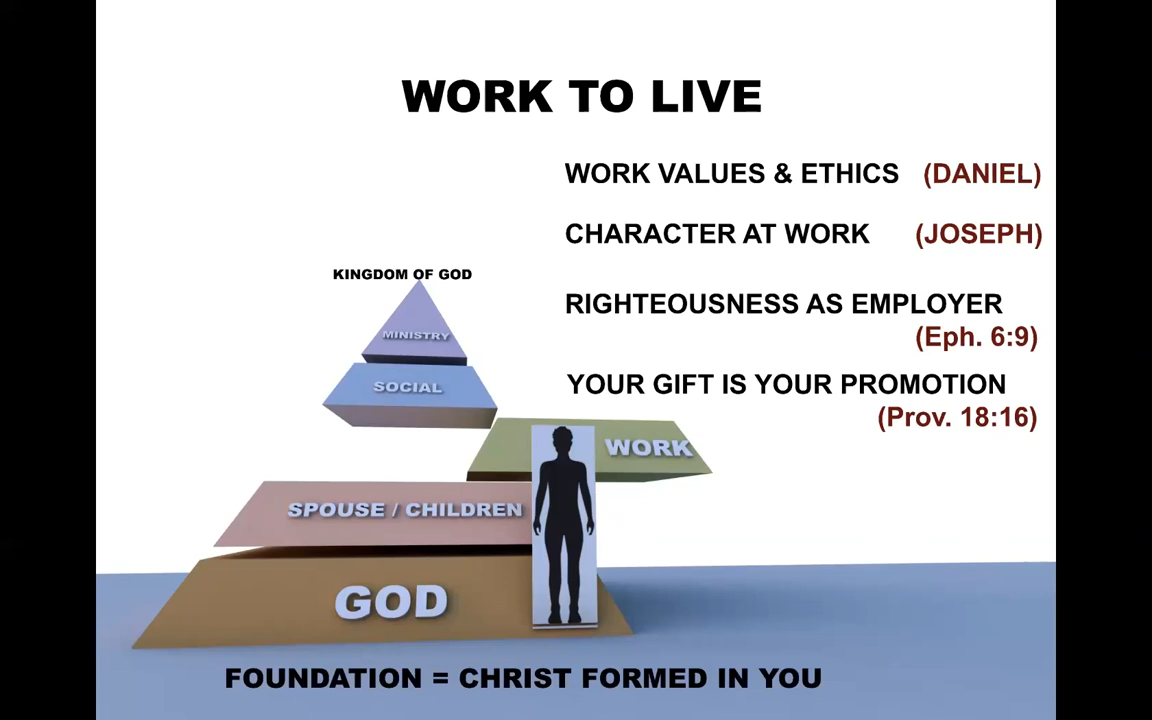 WORK TO LIVE
WORK VALUES & ETHICS (DANIEL)
CHARACTER AT WORK (JOSEPH)
RIGHTEOUSNESS AS EMPLOYER
(Eph. 6:9)
YOUR GIFT IS YOUR PROMOTION
(Prov. 18:16)
KINGDOM OF GOD
MINISTRY
SOCIAL
WORK
SPOUSE / CHILDREN
GOD
FOUNDATION = CHRIST FORMED IN YOU